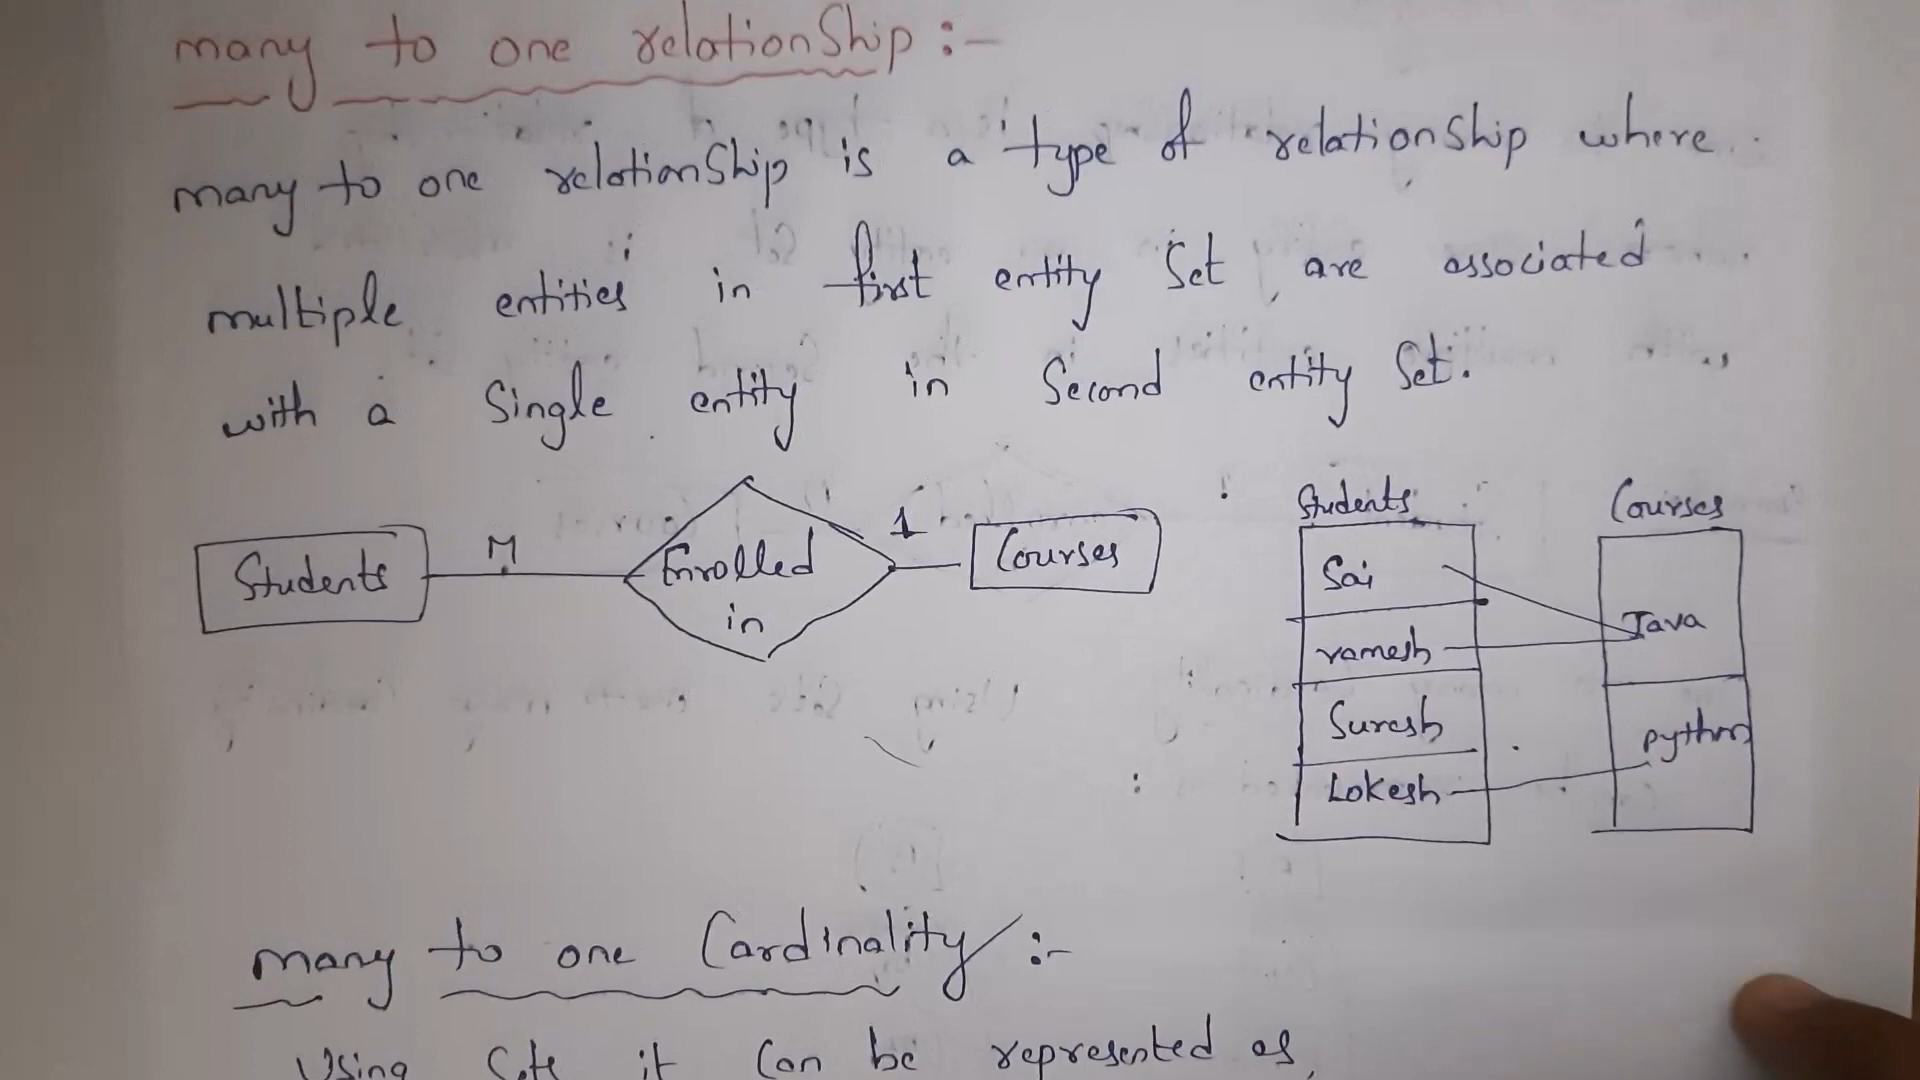 many to one relationship :-
many to one relationship is a type of relationship where
multiple entities in first entity set are associated
with a single entity in second entity set.
Students M Enrolled in 1 Courses
Students Courses
Sai
Java
ramesh
Suresh
python
Lokesh
many to one Cardinality :-
Using Sets it can be represented as,